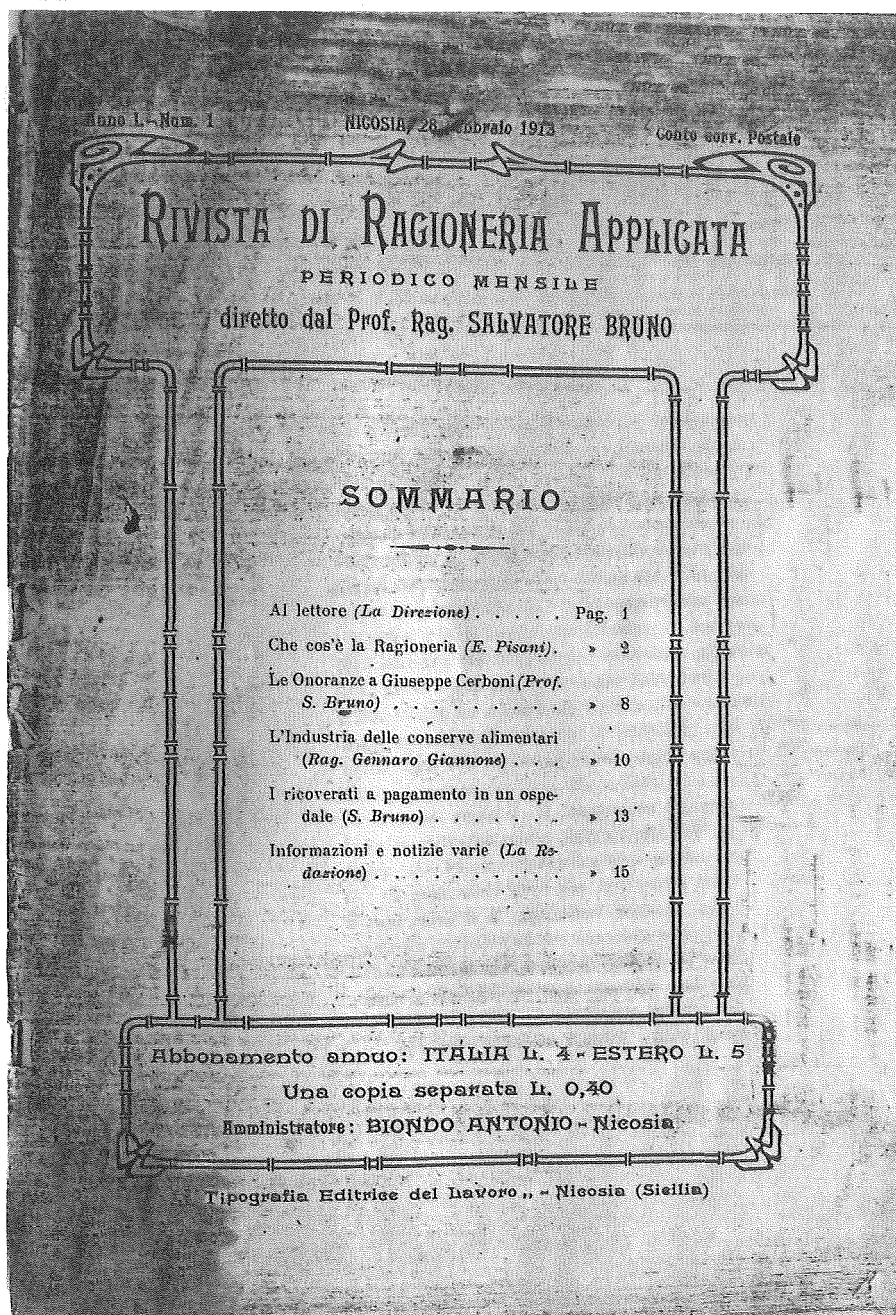 Anno I. - Num. 1
NICOSIA, 28 Febbraio 1913
Conto corr. Postale
RIVISTA DI RAGIONERIA APPLICATA
PERIODICO MENSILE
diretto dal Prof. Rag. SALVATORE BRUNO
SOMMARIO
Al lettore (La Direzione) . . . . . Pag. 1
Che cos'è la Ragioneria (E. Pisani). » 2
Le Onoranze a Giuseppe Cerboni (Prof.
S. Bruno) . . . . . . . . . » 8
L'Industria delle conserve alimentari
(Rag. Gennaro Giannone) . . . » 10
I ricoverati a pagamento in un ospe-
dale (S. Bruno) . . . . . . . » 13
Informazioni e notizie varie (La Re-
dazione) . . . . . . . . . . » 15
Abbonamento annuo: ITALIA L. 4 - ESTERO L. 5
Una copia separata L. 0,40
Amministratore: BIONDO ANTONIO - Nicosia
Tipografia Editrice del Lavoro „ - Nicosia (Sicilia)